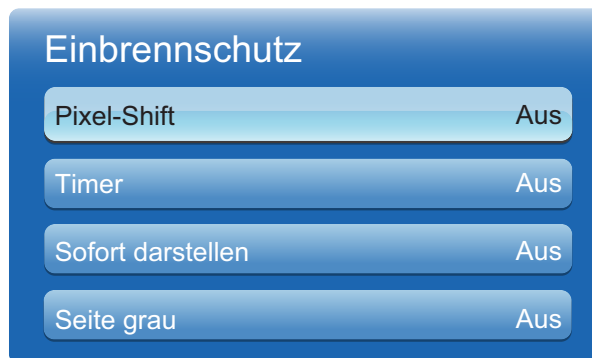 Einbrennschutz
Pixel-Shift Aus
Timer Aus
Sofort darstellen Aus
Seite grau Aus